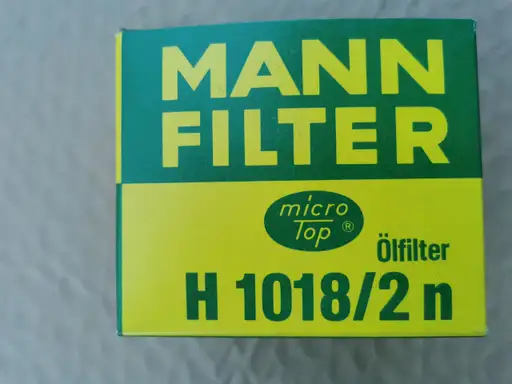 MANN
FILTER
micro
Top ®
Ölfilter
H 1018/2 n